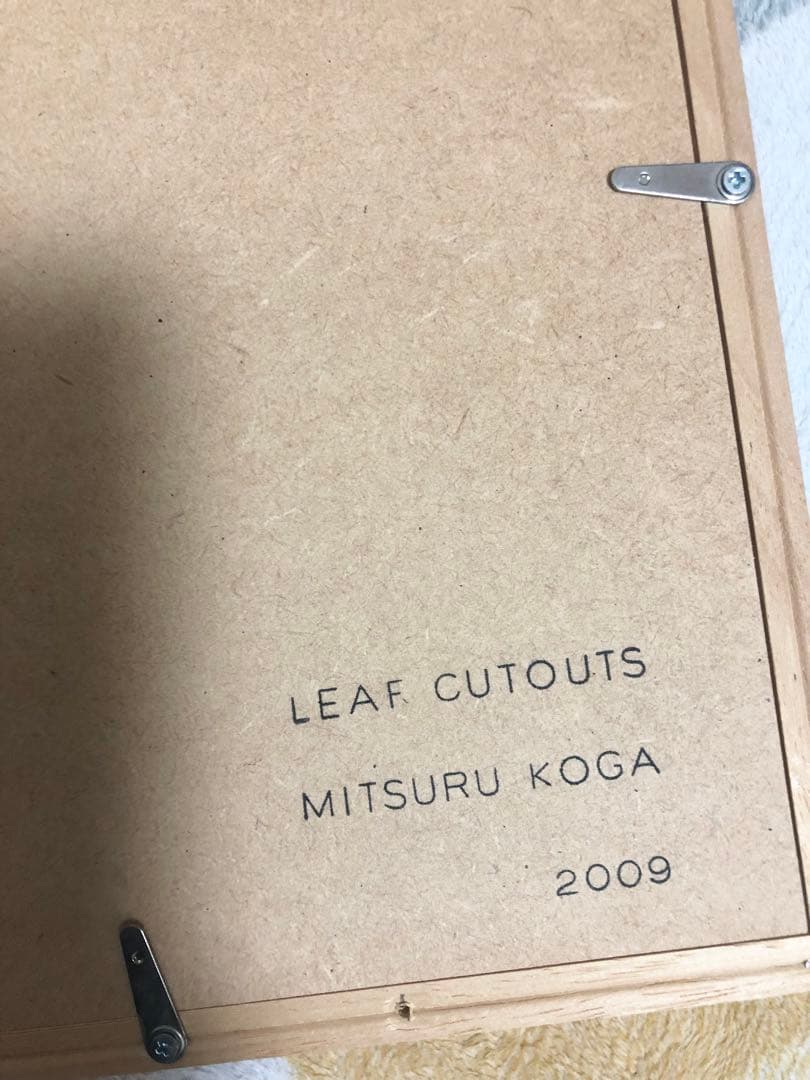 LEAF CUTOUTS
MITSURU KOGA
2009